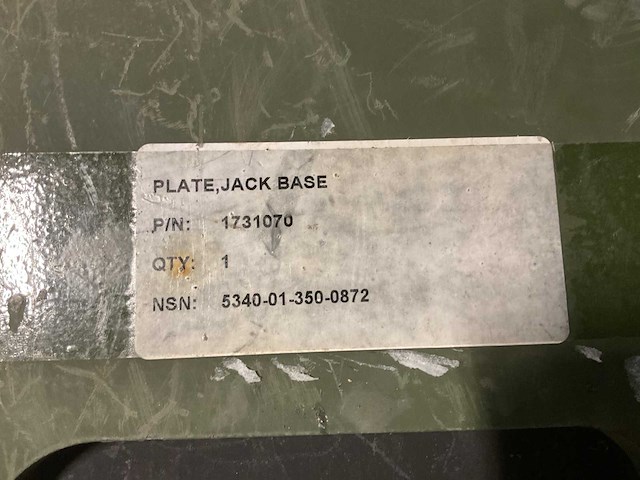 PLATE,JACK BASE
P/N: 1731070
QTY: 1
NSN: 5340-01-350-0872